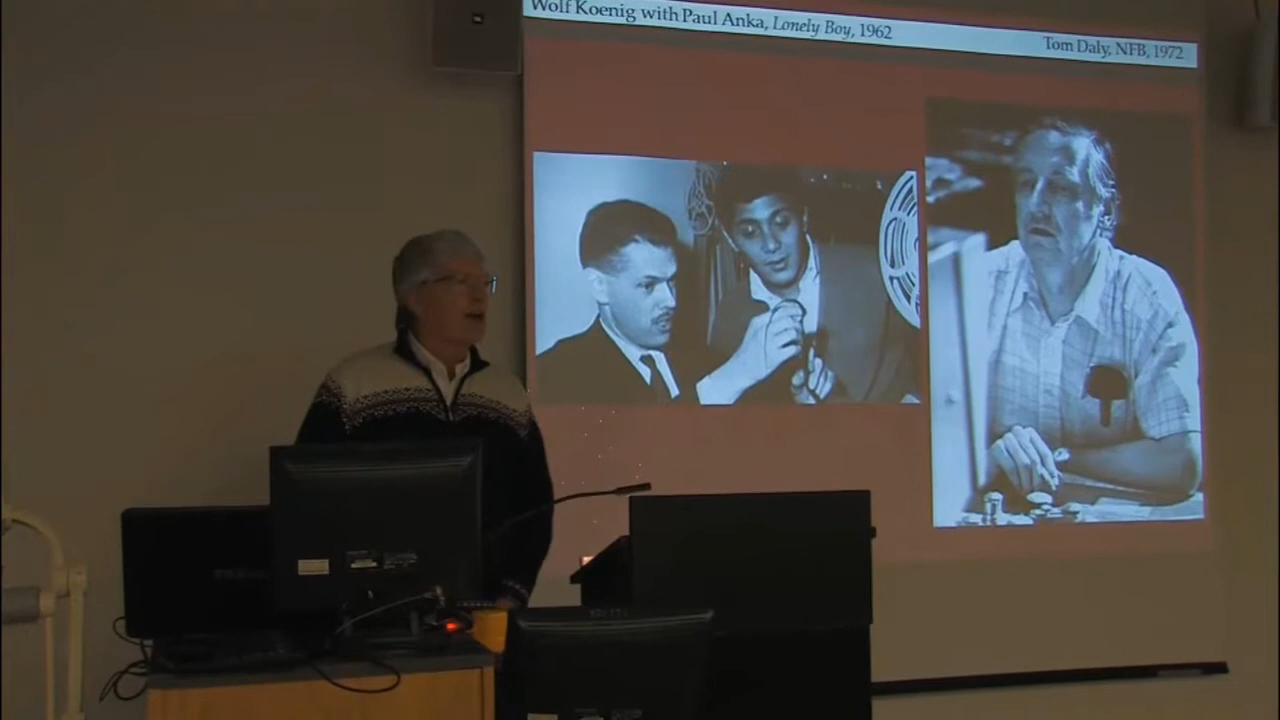 Wolf Koenig with Paul Anka, Lonely Boy, 1962
Tom Daly, NFB, 1972